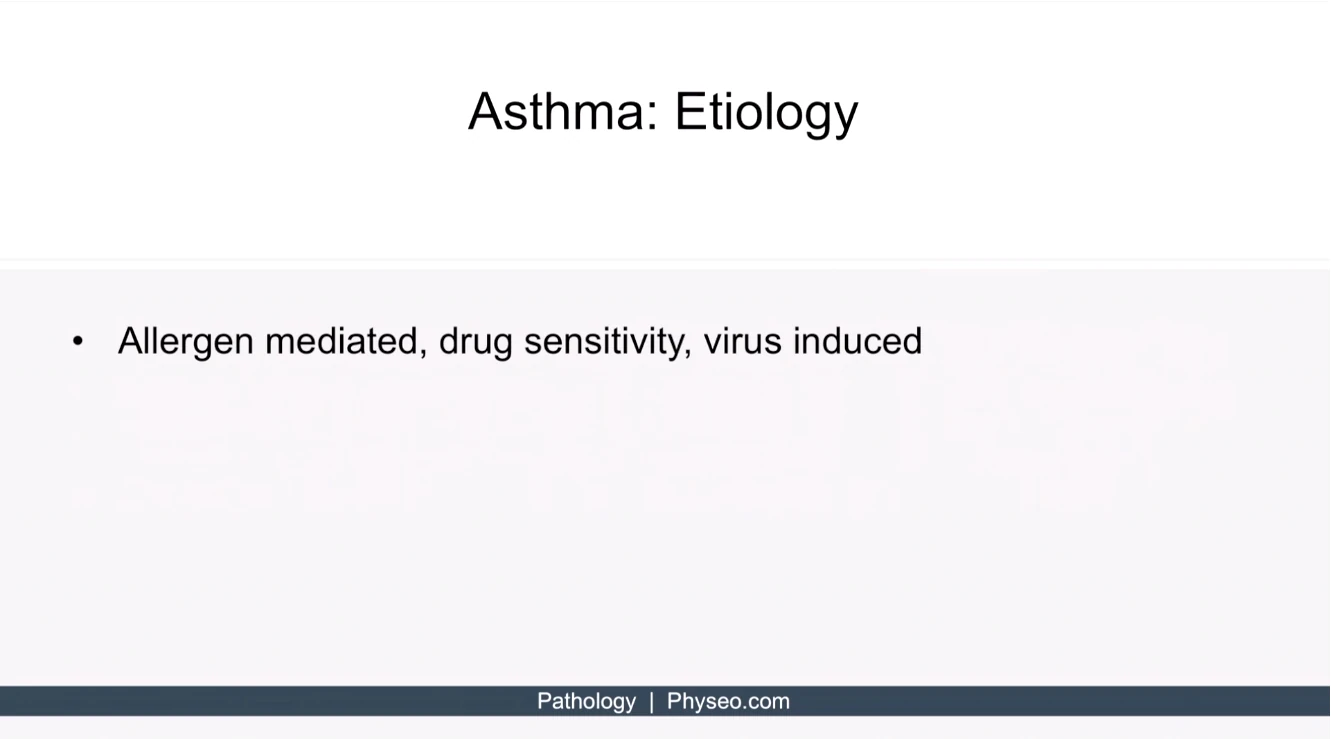 Asthma: Etiology
• Allergen mediated, drug sensitivity, virus induced
Pathology | Physeo.com